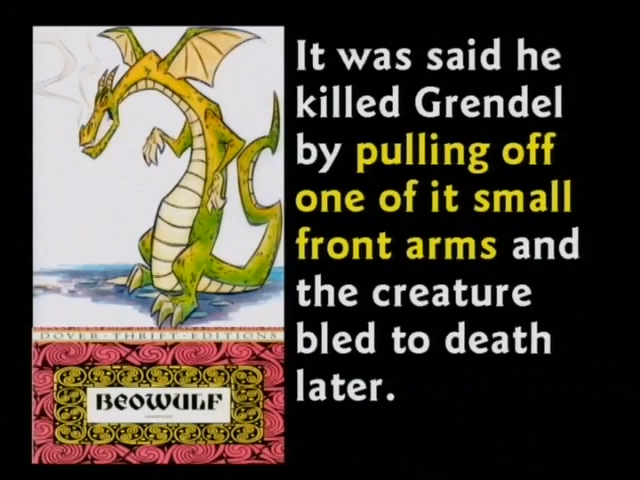 It was said he
killed Grendel
by pulling off
one of it small
front arms and
the creature
bled to death
later.
DOVER · THRIFT · EDITIONS
BEOWULF